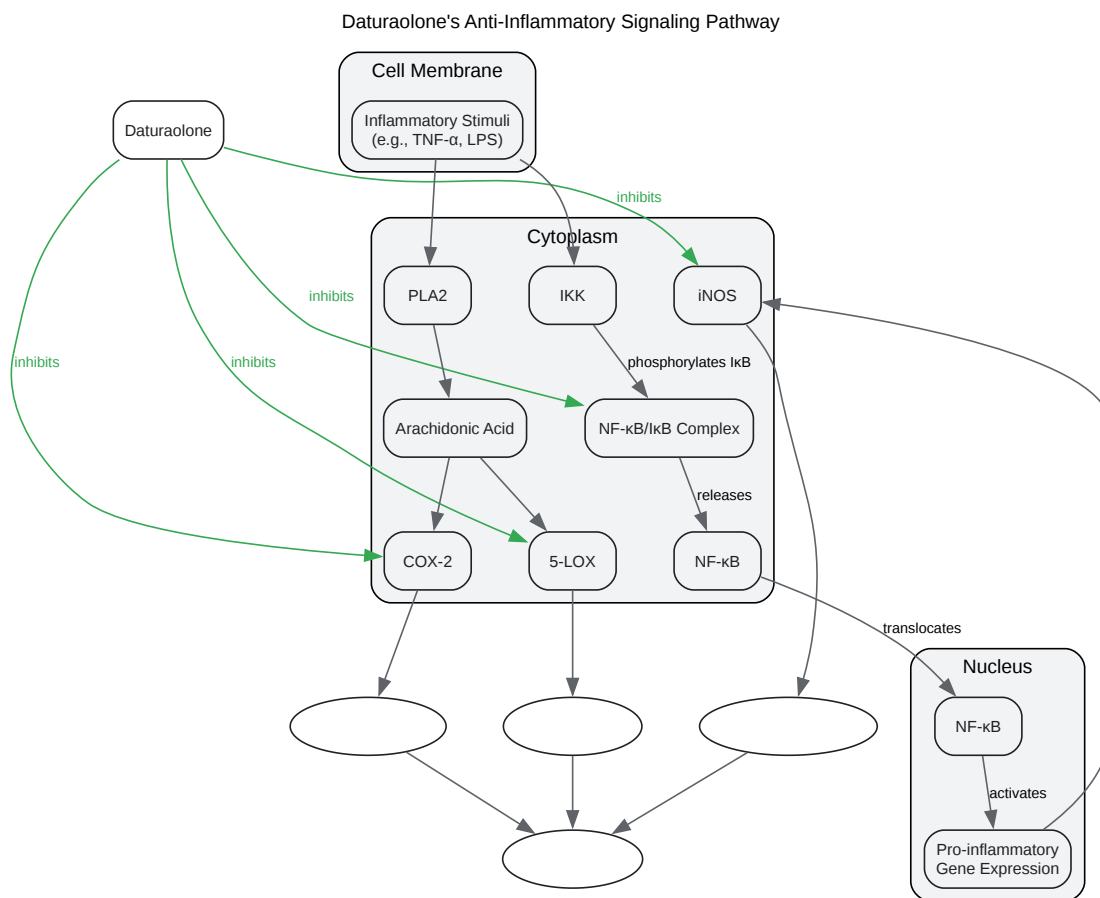 Daturaolone's Anti-Inflammatory Signaling Pathway
Cell Membrane
Inflammatory Stimuli
(e.g., TNF-α, LPS)
Daturaolone
inhibits
Cytoplasm
PLA2
IKK
iNOS
inhibits
inhibits
inhibits
phosphorylates IκB
Arachidonic Acid
NF-κB/IκB Complex
releases
COX-2
5-LOX
NF-κB
translocates
Nucleus
NF-κB
activates
Pro-inflammatory
Gene Expression